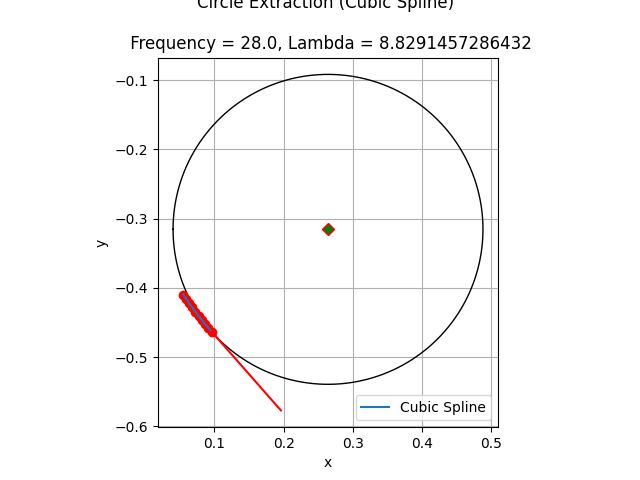 Circle Extraction (Cubic Spline)
Frequency = 28.0, Lambda = 8.8291457286432
−0.1
−0.2
−0.3
−0.4
−0.5
−0.6
y
0.1 0.2 0.3 0.4 0.5
x
Cubic Spline